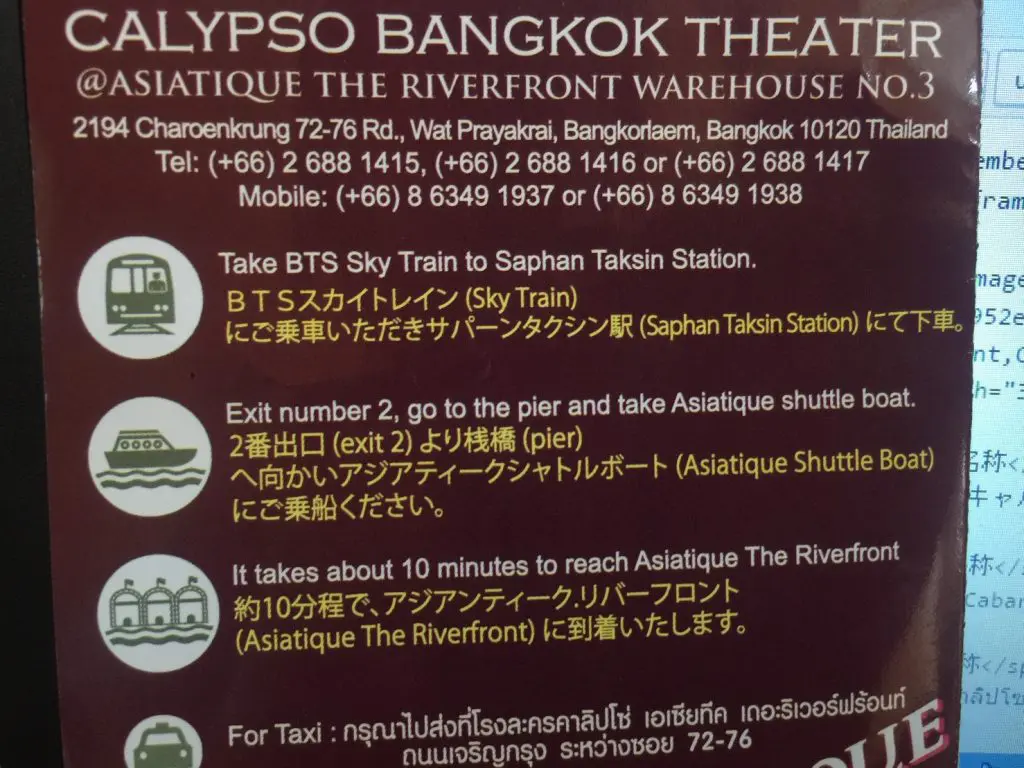 CALYPSO BANGKOK THEATER
@ASIATIQUE THE RIVERFRONT WAREHOUSE NO.3
2194 Charoenkrung 72-76 Rd., Wat Prayakrai, Bangkorlaem, Bangkok 10120 Thailand
Tel: (+66) 2 688 1415, (+66) 2 688 1416 or (+66) 2 688 1417
Mobile: (+66) 8 6349 1937 or (+66) 8 6349 1938
Take BTS Sky Train to Saphan Taksin Station.
ＢＴＳスカイトレイン (Sky Train)
にご乗車いただきサパーンタクシン駅 (Saphan Taksin Station) にて下車。
Exit number 2, go to the pier and take Asiatique shuttle boat.
2番出口 (exit 2) より桟橋 (pier)
へ向かいアジアティークシャトルボート (Asiatique Shuttle Boat)
にご乗船ください。
It takes about 10 minutes to reach Asiatique The Riverfront
約10分程で、アジアンティーク.リバーフロント
(Asiatique The Riverfront) に到着いたします。
For Taxi : กรุณาไปส่งที่โรงละครคาลิปโซ่ เอเชียทีค เดอะริเวอร์ฟร้อนท์
ถนนเจริญกรุง ระหว่างซอย 72-76